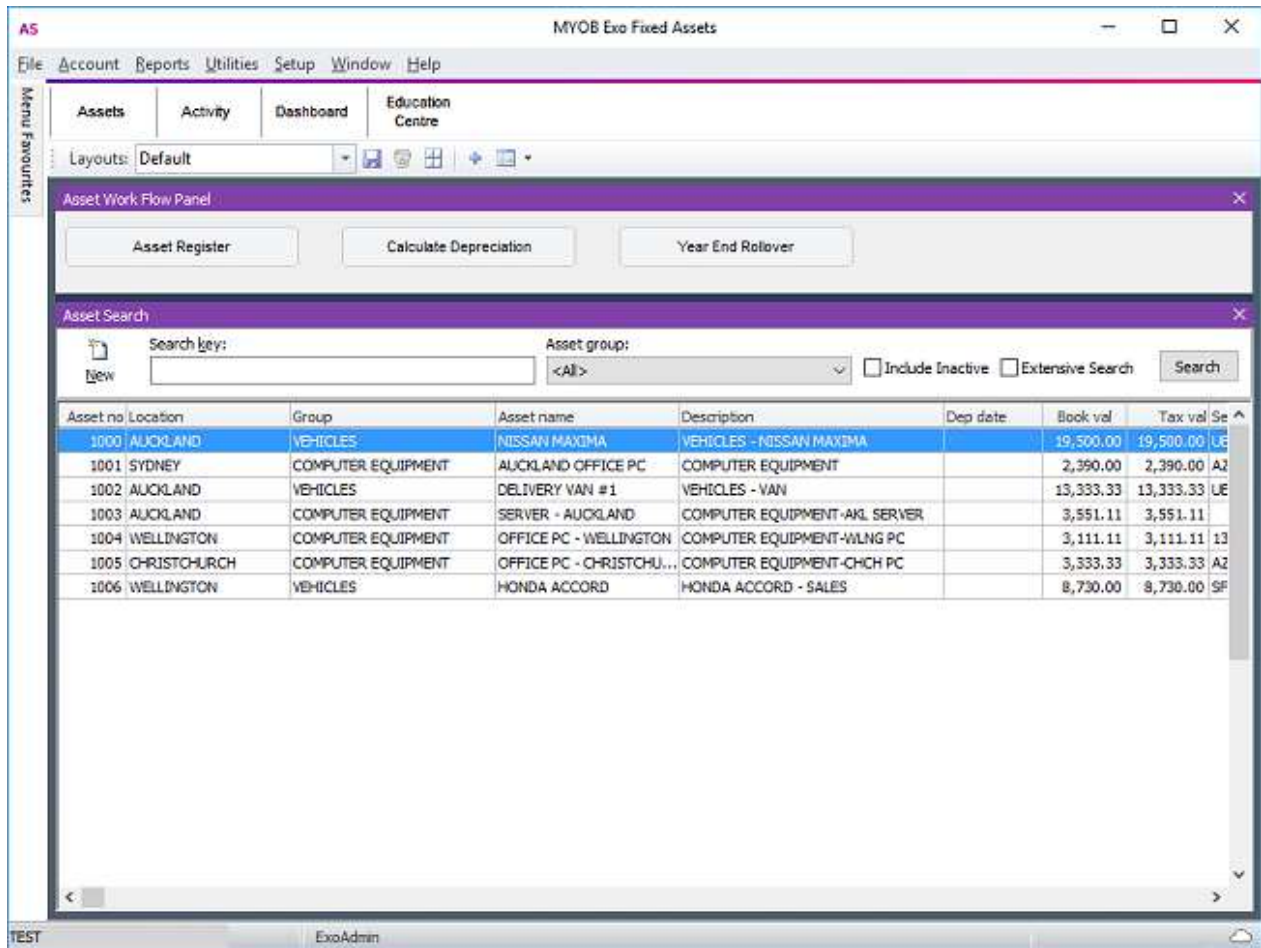 AS MYOB Exo Fixed Assets
File Account Reports Utilities Setup Window Help
Menu Favourites
Assets Activity Dashboard Education Centre
Layouts: Default
Asset Work Flow Panel
Asset Register Calculate Depreciation Year End Rollover
Asset Search
New Search key: Asset group: <All> Include Inactive Extensive Search Search
Asset no Location Group Asset name Description Dep date Book val Tax val Se
1000 AUCKLAND VEHICLES NISSAN MAXIMA VEHICLES - NISSAN MAXIMA 19,500.00 19,500.00 UE
1001 SYDNEY COMPUTER EQUIPMENT AUCKLAND OFFICE PC COMPUTER EQUIPMENT 2,390.00 2,390.00 AZ
1002 AUCKLAND VEHICLES DELIVERY VAN #1 VEHICLES - VAN 13,333.33 13,333.33 UE
1003 AUCKLAND COMPUTER EQUIPMENT SERVER - AUCKLAND COMPUTER EQUIPMENT-AKL SERVER 3,551.11 3,551.11
1004 WELLINGTON COMPUTER EQUIPMENT OFFICE PC - WELLINGTON COMPUTER EQUIPMENT-WLNG PC 3,111.11 3,111.11 13
1005 CHRISTCHURCH COMPUTER EQUIPMENT OFFICE PC - CHRISTCHU... COMPUTER EQUIPMENT-CHCH PC 3,333.33 3,333.33 AZ
1006 WELLINGTON VEHICLES HONDA ACCORD HONDA ACCORD - SALES 8,730.00 8,730.00 SF
TEST ExoAdmin